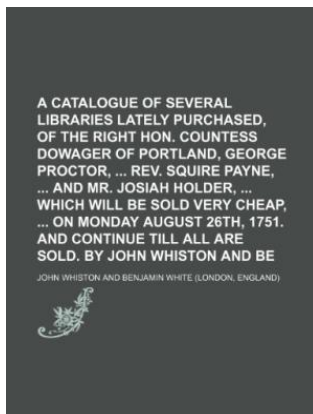 A CATALOGUE OF SEVERAL
LIBRARIES LATELY PURCHASED,
OF THE RIGHT HON. COUNTESS
DOWAGER OF PORTLAND, GEORGE
PROCTOR, ... REV. SQUIRE PAYNE,
... AND MR. JOSIAH HOLDER, ...
WHICH WILL BE SOLD VERY CHEAP,
... ON MONDAY AUGUST 26TH, 1751.
AND CONTINUE TILL ALL ARE
SOLD. BY JOHN WHISTON AND BE
JOHN WHISTON AND BENJAMIN WHITE (LONDON, ENGLAND)